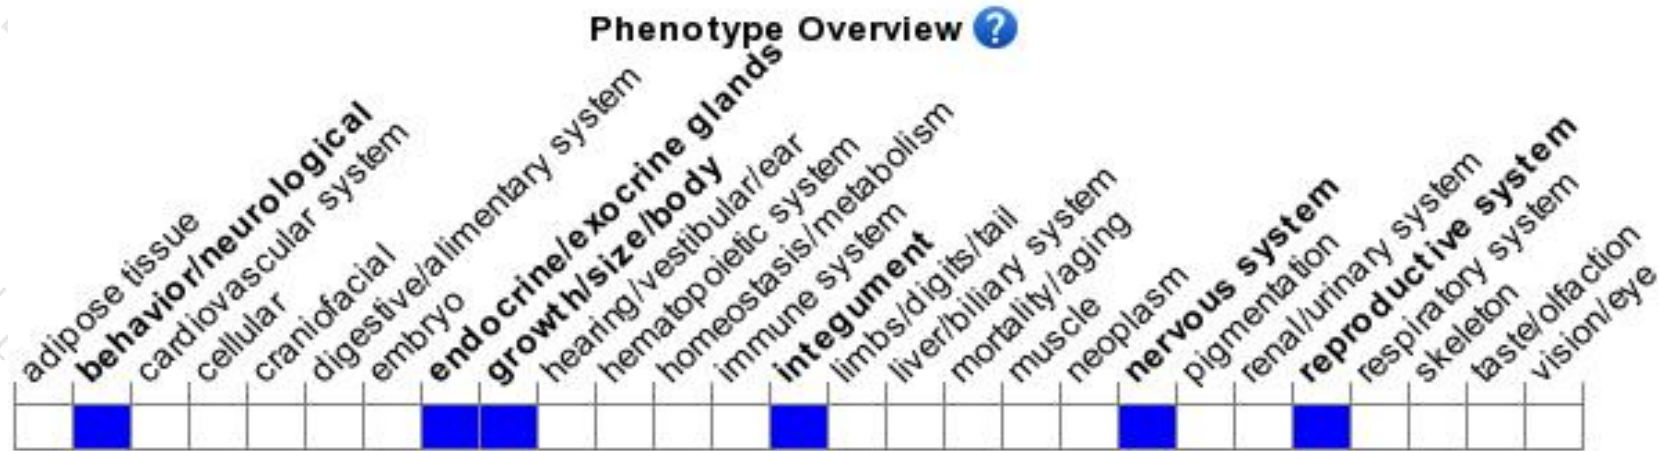 Phenotype Overview ?
adipose tissue
behavior/neurological
cardiovascular system
cellular
craniofacial
digestive/alimentary system
embryo
endocrine/exocrine glands
growth/size/body
hearing/vestibular/ear
hematopoietic system
homeostasis/metabolism
immune system
integument
limbs/digits/tail
liver/biliary system
mortality/aging
muscle
neoplasm
nervous system
pigmentation
renal/urinary system
reproductive system
respiratory system
skeleton
taste/olfaction
vision/eye